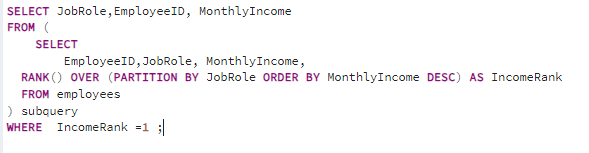 SELECT JobRole,EmployeeID, MonthlyIncome
FROM (
SELECT
EmployeeID,JobRole, MonthlyIncome,
RANK() OVER (PARTITION BY JobRole ORDER BY MonthlyIncome DESC) AS IncomeRank
FROM employees
) subquery
WHERE  IncomeRank =1 ;